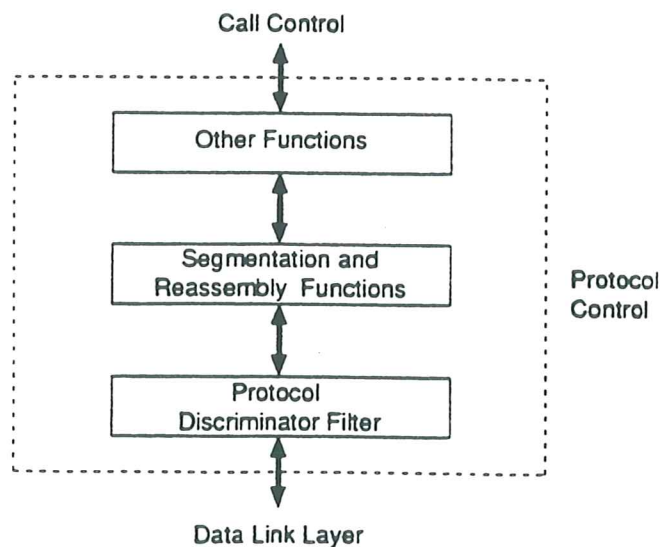 Call Control
Other Functions
Segmentation and
Reassembly Functions
Protocol
Control
Protocol
Discriminator Filter
Data Link Layer